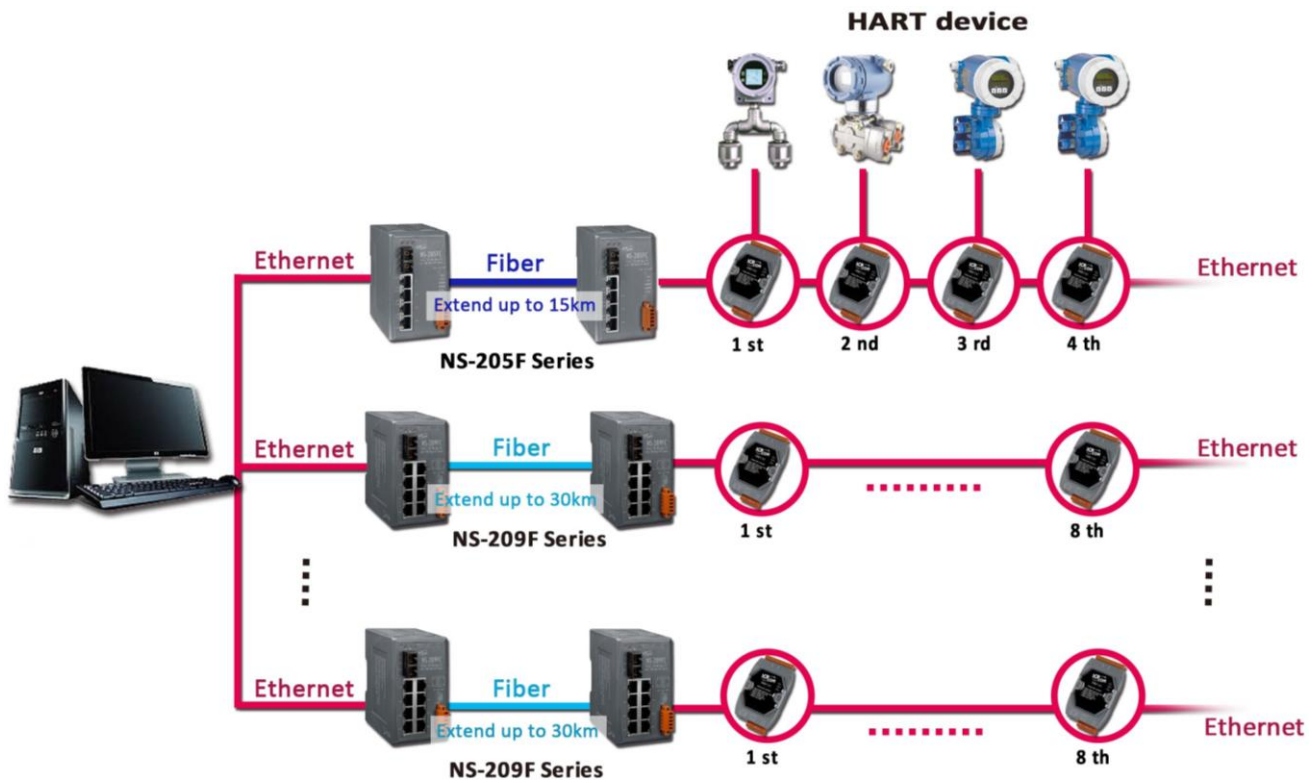 HART device
Ethernet
Fiber
Ethernet
Extend up to 15km
1 st
2 nd
3 rd
4 th
NS-205F Series
Ethernet
Fiber
Ethernet
Extend up to 30km
1 st
8 th
NS-209F Series
Ethernet
Fiber
Ethernet
Extend up to 30km
1 st
8 th
NS-209F Series